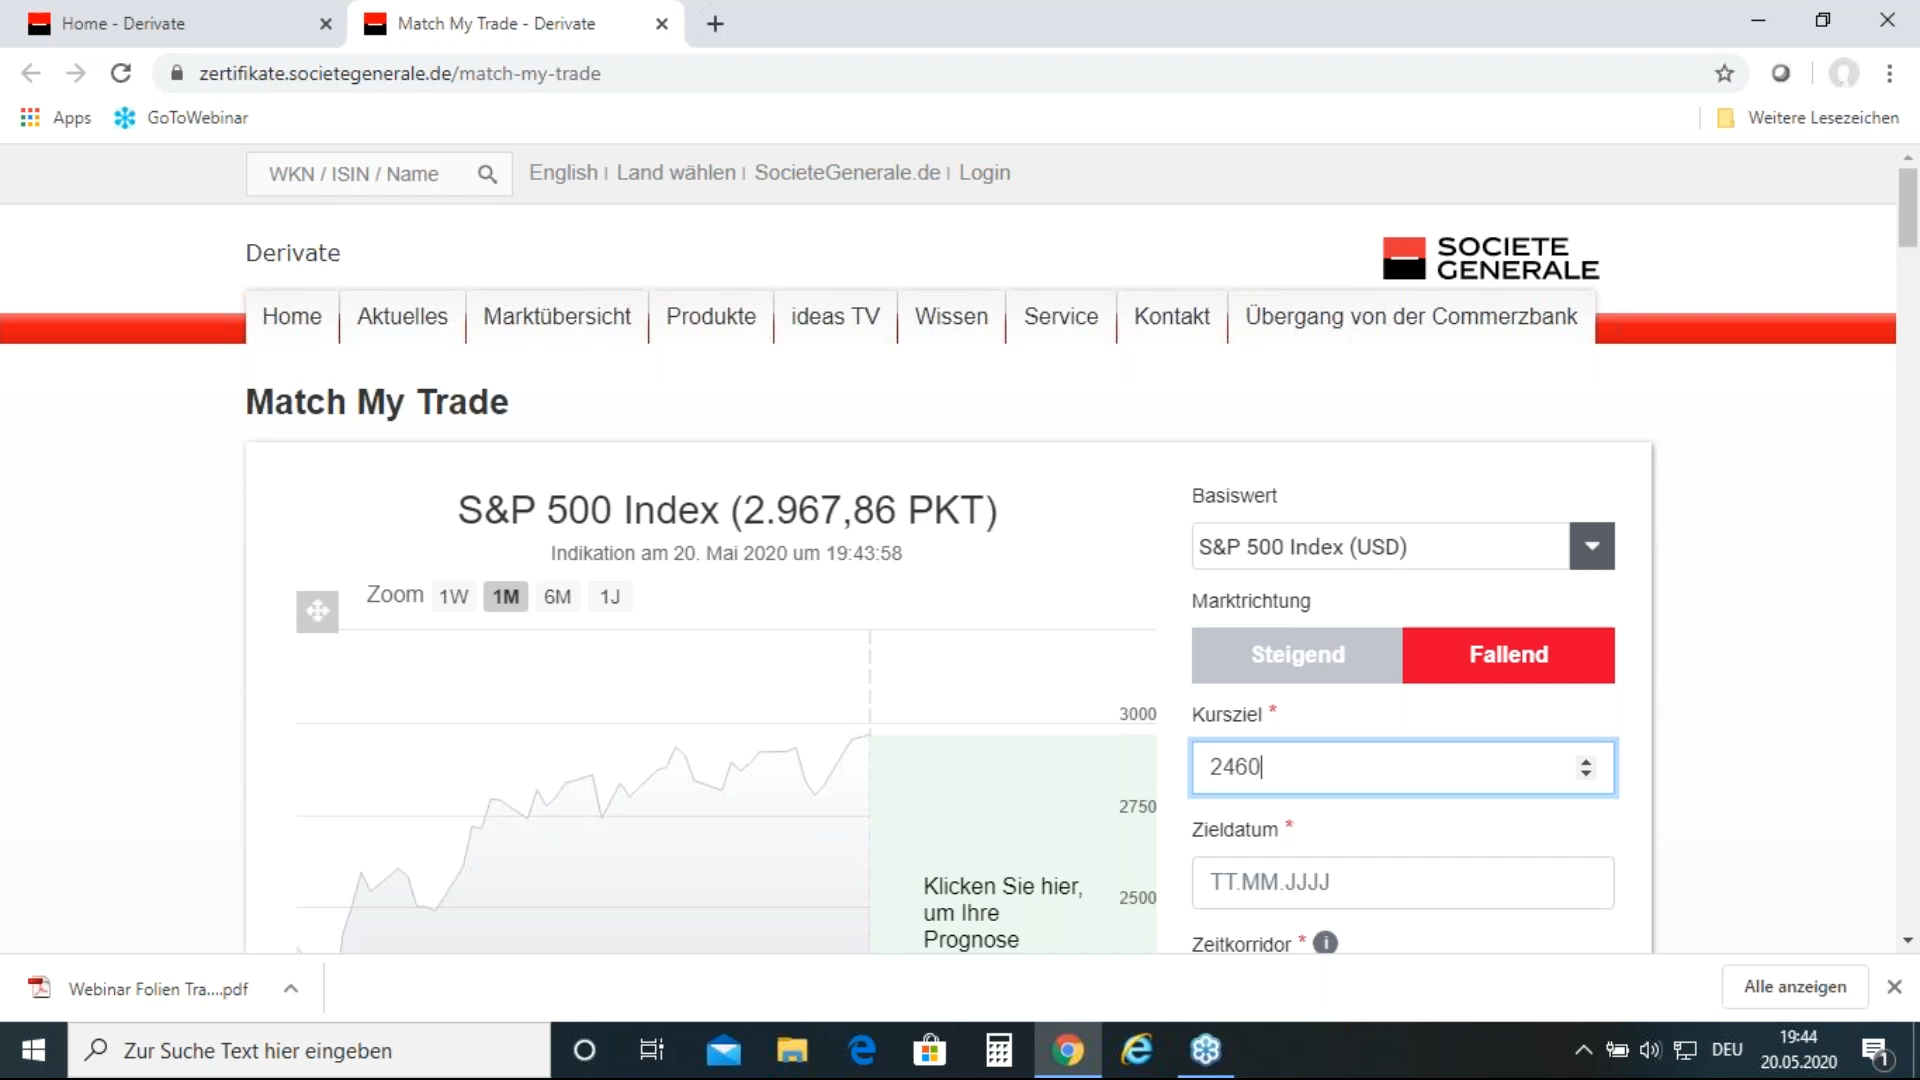 Home - Derivate
Match My Trade - Derivate
zertifikate.societegenerale.de/match-my-trade
Apps
GoToWebinar
Weitere Lesezeichen
WKN / ISIN / Name
English | Land wählen | SocieteGenerale.de | Login
Derivate
SOCIETE
GENERALE
Home
Aktuelles
Marktübersicht
Produkte
ideas TV
Wissen
Service
Kontakt
Übergang von der Commerzbank
Match My Trade
S&P 500 Index (2.967,86 PKT)
Indikation am 20. Mai 2020 um 19:43:58
Zoom 1W 1M 6M 1J
3000
2750
2500
Klicken Sie hier,
um Ihre
Prognose
Basiswert
S&P 500 Index (USD)
Marktrichtung
Steigend
Fallend
Kursziel *
2460
Zieldatum *
TT.MM.JJJJ
Zeitkorridor * i
Webinar Folien Tra....pdf
Alle anzeigen
Zur Suche Text hier eingeben
DEU
19:44
20.05.2020
1